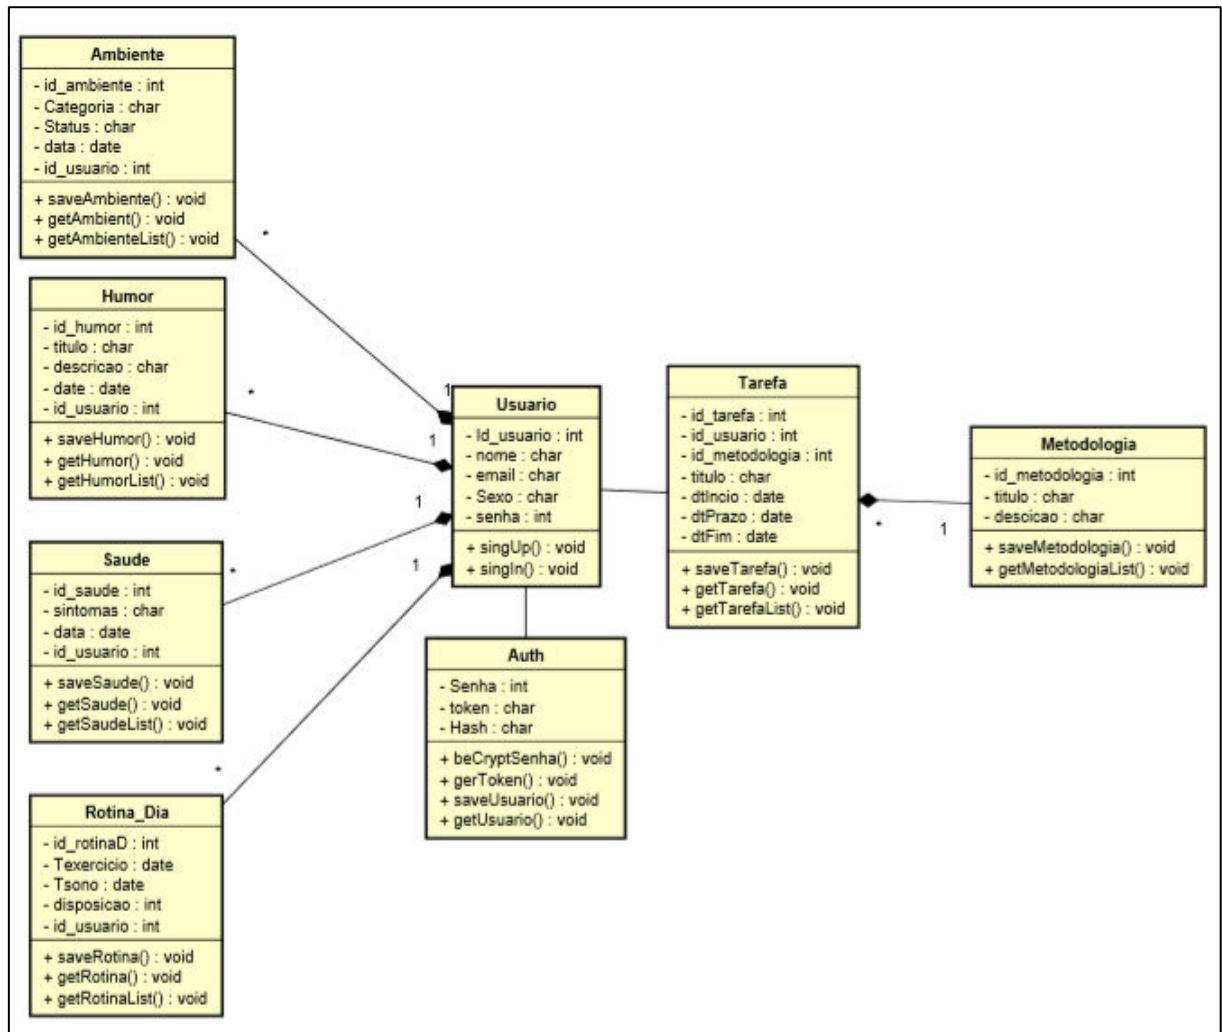 Ambiente
- id_ambiente : int
- Categoria : char
- Status : char
- data : date
- id_usuario : int
+ saveAmbiente() : void
+ getAmbient() : void
+ getAmbienteList() : void
*
Humor
- id_humor : int
- titulo : char
- descricao : char
- date : date
- id_usuario : int
+ saveHumor() : void
+ getHumor() : void
+ getHumorList() : void
*
Saude
- id_saude : int
- sintomas : char
- data : date
- id_usuario : int
+ saveSaude() : void
+ getSaude() : void
+ getSaudeList() : void
*
Rotina_Dia
- id_rotinaD : int
- Texercicio : date
- Tsono : date
- disposicao : int
- id_usuario : int
+ saveRotina() : void
+ getRotina() : void
+ getRotinaList() : void
*
1
1
1
1
Usuario
- Id_usuario : int
- nome : char
- email : char
- Sexo : char
- senha : int
+ singUp() : void
+ singIn() : void
Auth
- Senha : int
- token : char
- Hash : char
+ beCryptSenha() : void
+ gerToken() : void
+ saveUsuario() : void
+ getUsuario() : void
Tarefa
- id_tarefa : int
- id_usuario : int
- id_metodologia : int
- titulo : char
- dtIncio : date
- dtPrazo : date
- dtFim : date
+ saveTarefa() : void
+ getTarefa() : void
+ getTarefaList() : void
*
1
Metodologia
- id_metodologia : int
- titulo : char
- descicao : char
+ saveMetodologia() : void
+ getMetodologiaList() : void